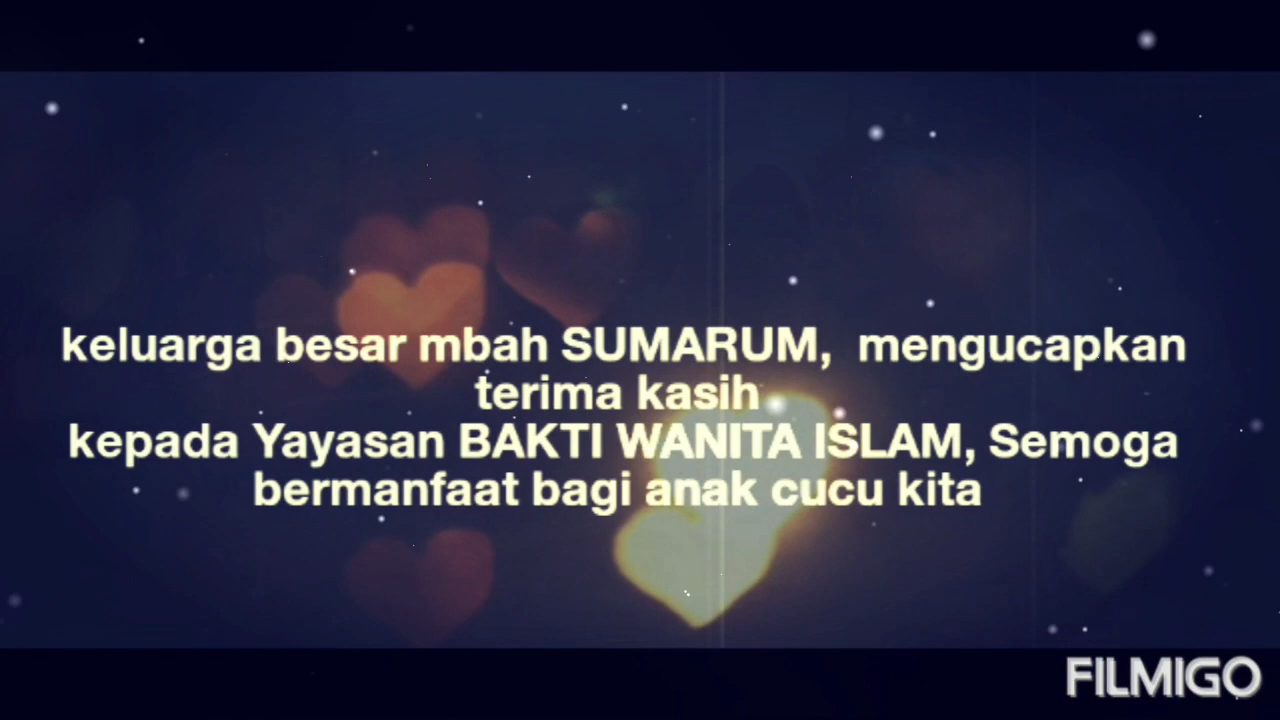 keluarga besar mbah SUMARUM,  mengucapkan
terima kasih
kepada Yayasan BAKTI WANITA ISLAM, Semoga
bermanfaat bagi anak cucu kita
FILMIGO